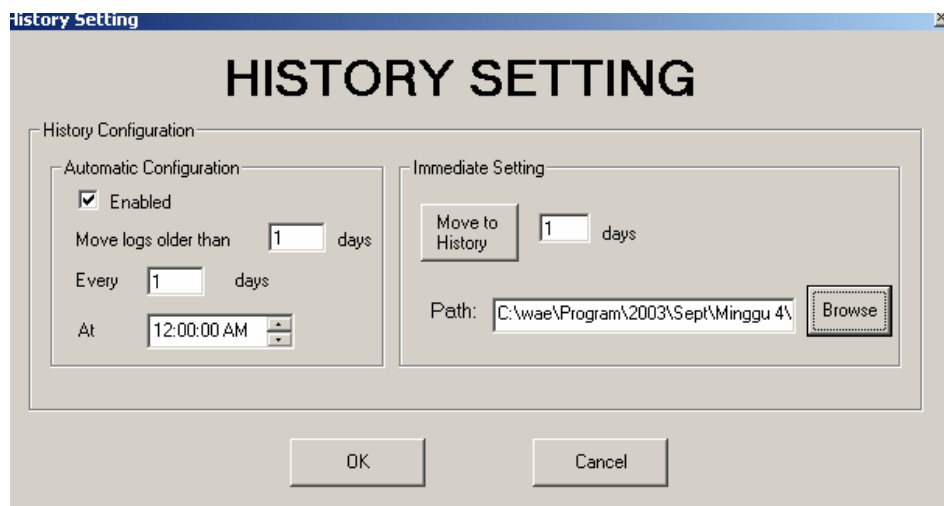 History Setting
HISTORY SETTING
History Configuration
Automatic Configuration
Enabled
Move logs older than 1 days
Every 1 days
At 12:00:00 AM
Immediate Setting
Move to
History
1 days
Path: C:\wae\Program\2003\Sept\Minggu 4\ Browse
OK Cancel